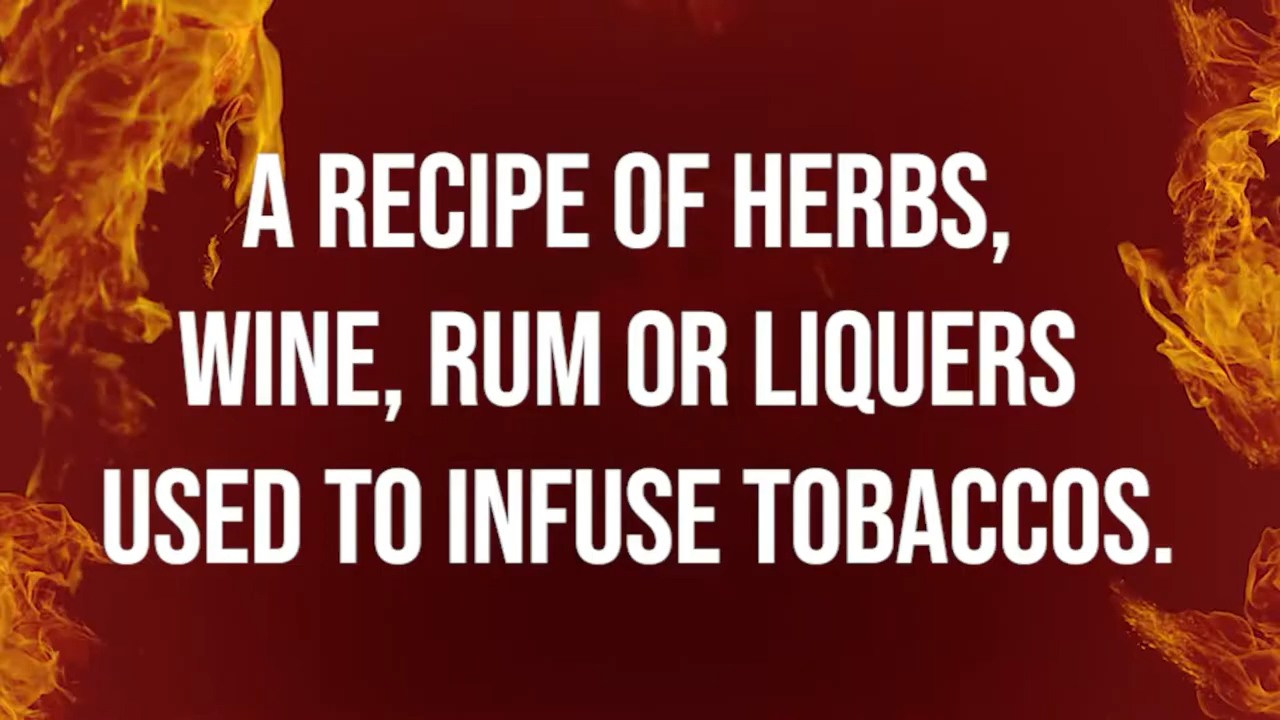 A RECIPE OF HERBS,
WINE, RUM OR LIQUERS
USED TO INFUSE TOBACCOS.